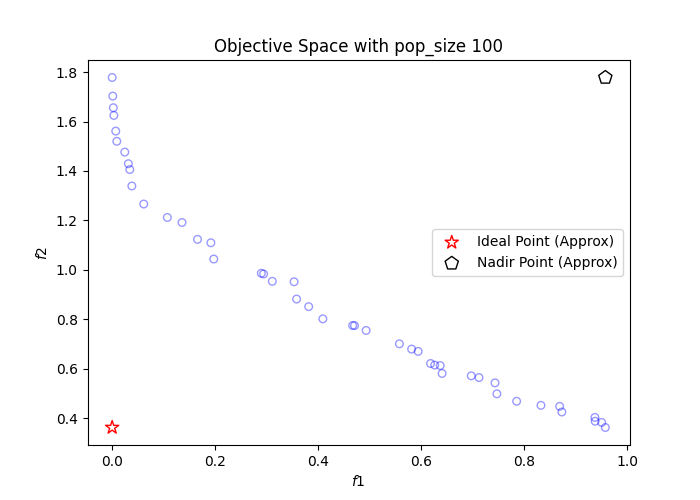 Objective Space with pop_size 100
1.8
1.6
1.4
1.2
1.0
0.8
0.6
0.4
f2
Ideal Point (Approx)
Nadir Point (Approx)
0.0 0.2 0.4 0.6 0.8 1.0
f1